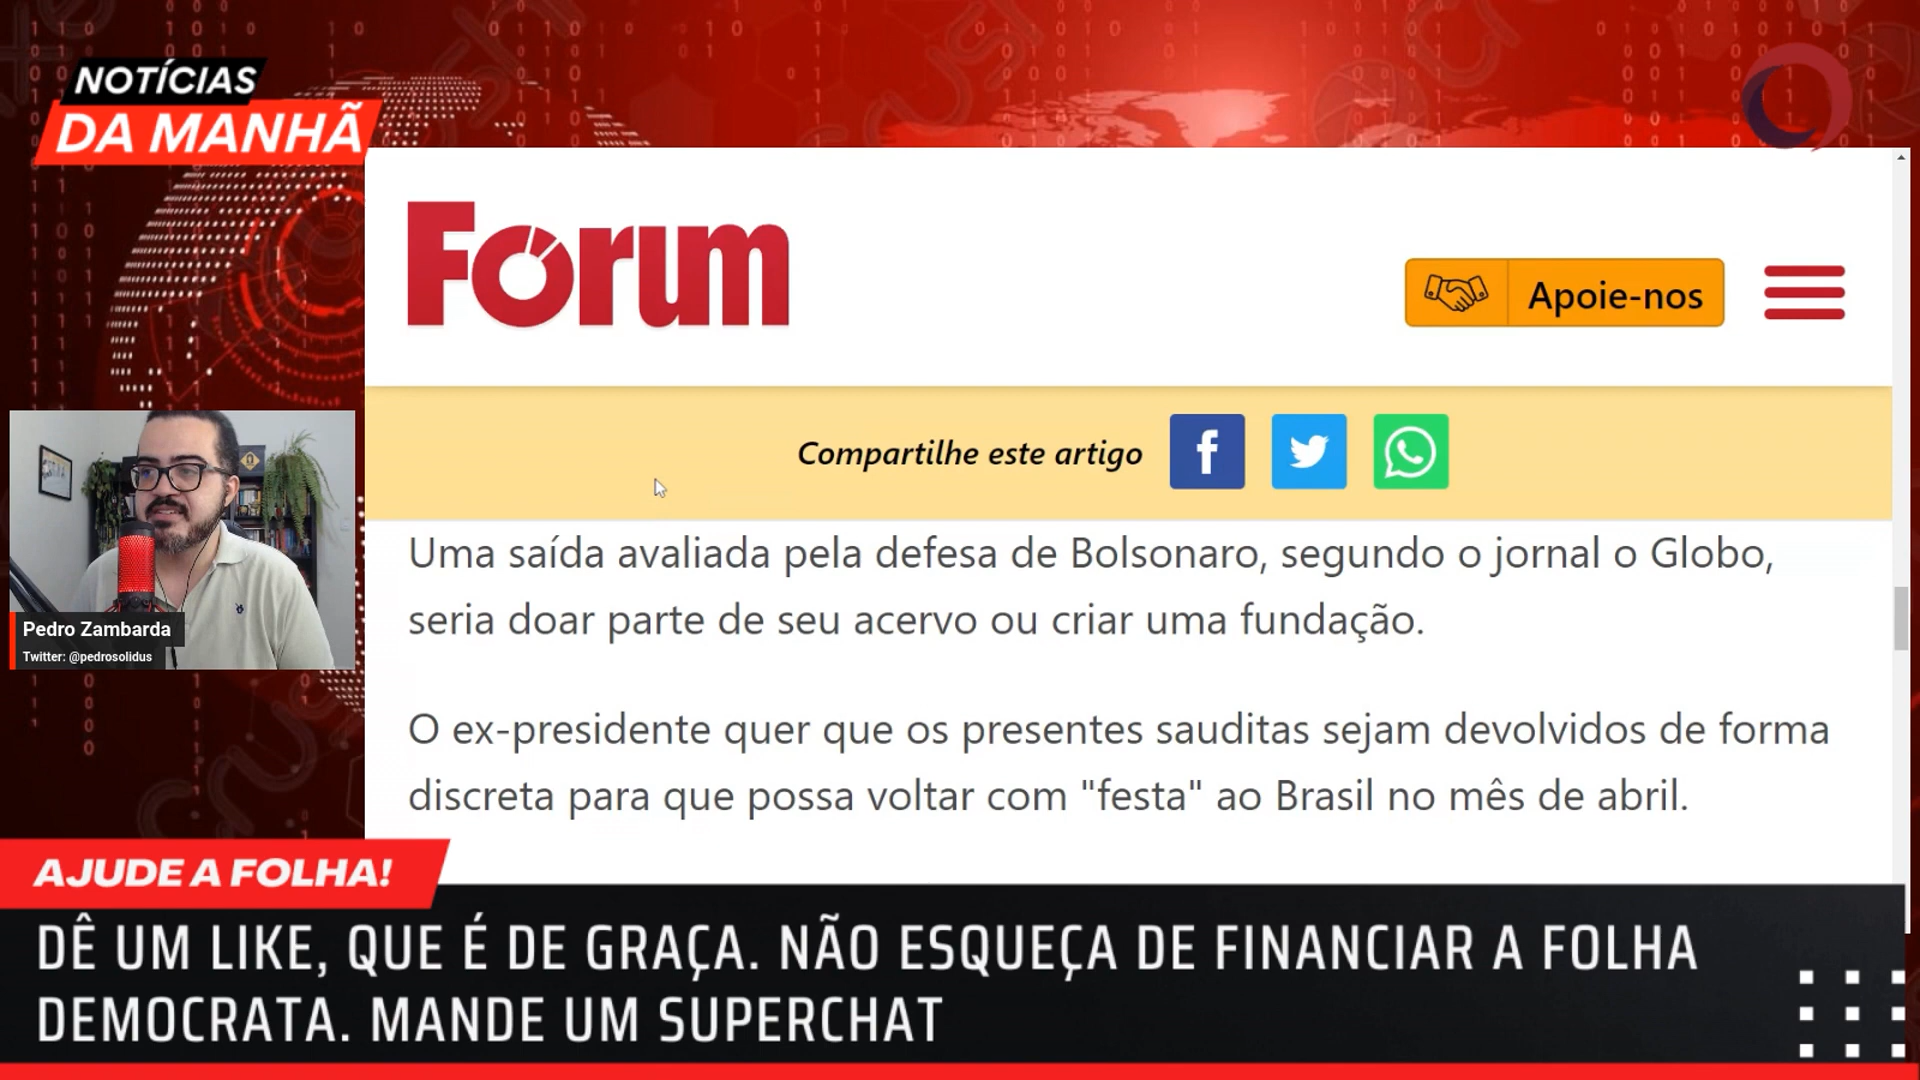 NOTÍCIAS
DA MANHÃ
Forum
Apoie-nos
Compartilhe este artigo
Uma saída avaliada pela defesa de Bolsonaro, segundo o jornal o Globo,
seria doar parte de seu acervo ou criar uma fundação.
O ex-presidente quer que os presentes sauditas sejam devolvidos de forma
discreta para que possa voltar com "festa" ao Brasil no mês de abril.
Pedro Zambarda
Twitter: @pedrosolidus
AJUDE A FOLHA!
DÊ UM LIKE, QUE É DE GRAÇA. NÃO ESQUEÇA DE FINANCIAR A FOLHA
DEMOCRATA. MANDE UM SUPERCHAT